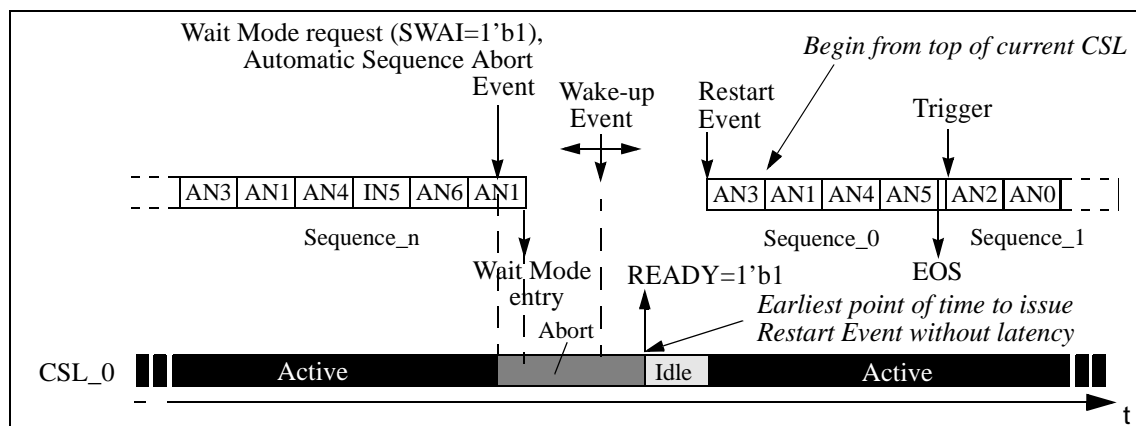 Wait Mode request (SWAI=1’b1),
Automatic Sequence Abort
Event
Wake-up
Event
Restart
Event
Begin from top of current CSL
Trigger
AN3 AN1 AN4 IN5 AN6 AN1
AN3 AN1 AN4 AN5 AN2 AN0
Sequence_n
Sequence_0
Sequence_1
Wait Mode
entry
READY=1’b1
EOS
Earliest point of time to issue
Restart Event without latency
Abort
CSL_0
Active
Idle
Active
t